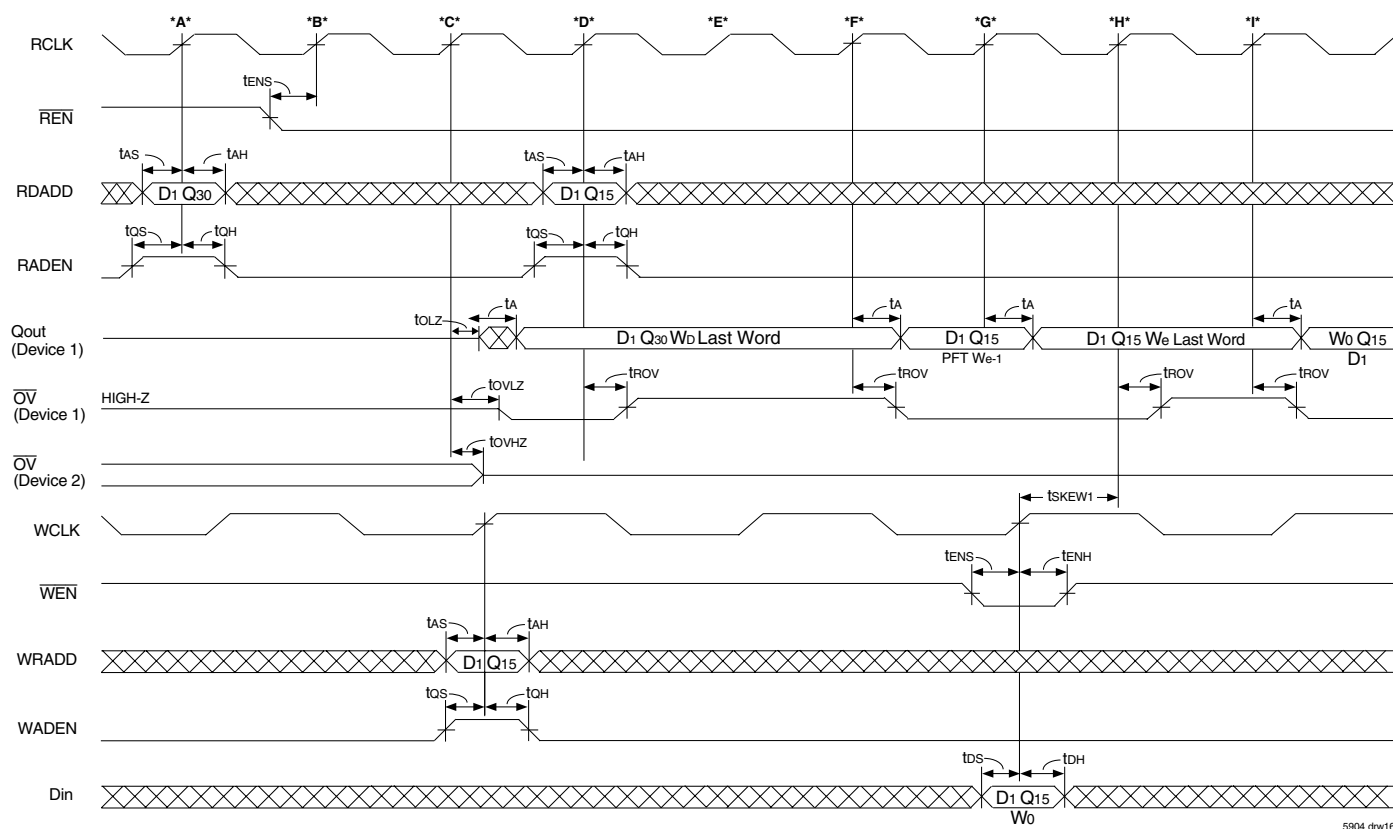 *A* *B* *C* *D* *E* *F* *G* *H* *I*
RCLK
tENS
REN
tAS tAH tAS tAH
RDADD D1 Q30 D1 Q15
tQS tQH tQS tQH
RADEN
tOLZ tA tA tA tA
Qout
(Device 1)
D1 Q30 WD Last Word D1 Q15 D1 Q15 We Last Word W0 Q15
PFT We-1 D1
tOVLZ tROV tROV tROV tROV
OV
(Device 1)
HIGH-Z
tOVHZ
OV
(Device 2)
tSKEW1
WCLK
tENS tENH
WEN
tAS tAH
WRADD D1 Q15
tQS tQH
WADEN
tDS tDH
Din D1 Q15
W0
5904 drw16